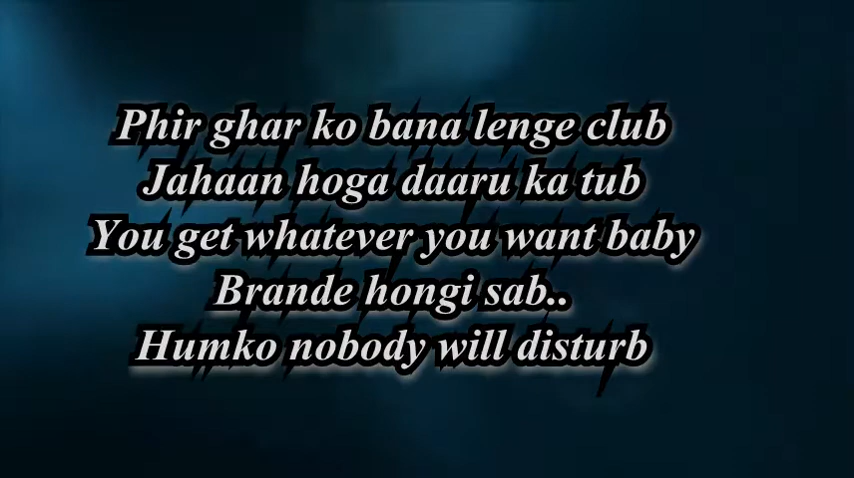 Phir ghar ko bana lenge club
Jahaan hoga daaru ka tub
You get whatever you want baby
Brande hongi sab..
Humko nobody will disturb